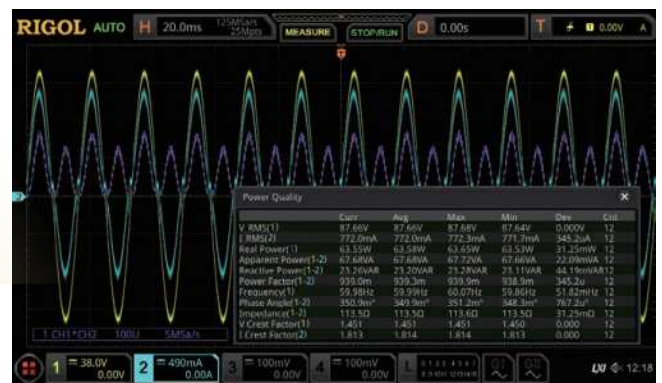 RIGOL AUTO H 20.0ms 125MSa/s 25Mpts MEASURE STOP/RUN D 0.00s T 1 0.00V A
T
2
Power Quality ×
Curr Avg Max Min Dev Cnt
V RMS(1) 87.66V 87.66V 87.68V 87.64V 0.000V 12
I RMS(2) 772.0mA 772.0mA 772.3mA 771.7mA 345.2uA 12
Real Power(1) 63.55W 63.58W 63.65W 63.53W 31.25mW 12
Apparent Power(1-2) 67.68VA 67.68VA 67.72VA 67.66VA 22.09mVA 12
Reactive Power(1-2) 23.26VAR 23.20VAR 23.28VAR 23.11VAR 44.19mVAR 12
Power Factor(1-2) 939.0m 939.3m 939.9m 938.9m 345.2u 12
Frequency(1) 59.98Hz 59.99Hz 60.07Hz 59.86Hz 51.82mHz 12
Phase Angle(1-2) 350.9m° 349.9m° 351.2m° 348.3m° 767.2u° 12
Impedance(1-2) 113.5Ω 113.5Ω 113.6Ω 113.5Ω 31.25mΩ 12
V Crest Factor(1) 1.451 1.451 1.451 1.450 0.000 12
I Crest Factor(2) 1.813 1.814 1.814 1.813 0.000 12
1 CH1*CH2 100U 5MSa/s
1 38.0V 0.00V 2 490mA 0.00A 3 100mV 0.00V 4 100mV 0.00V L GI GII LXI 12:18